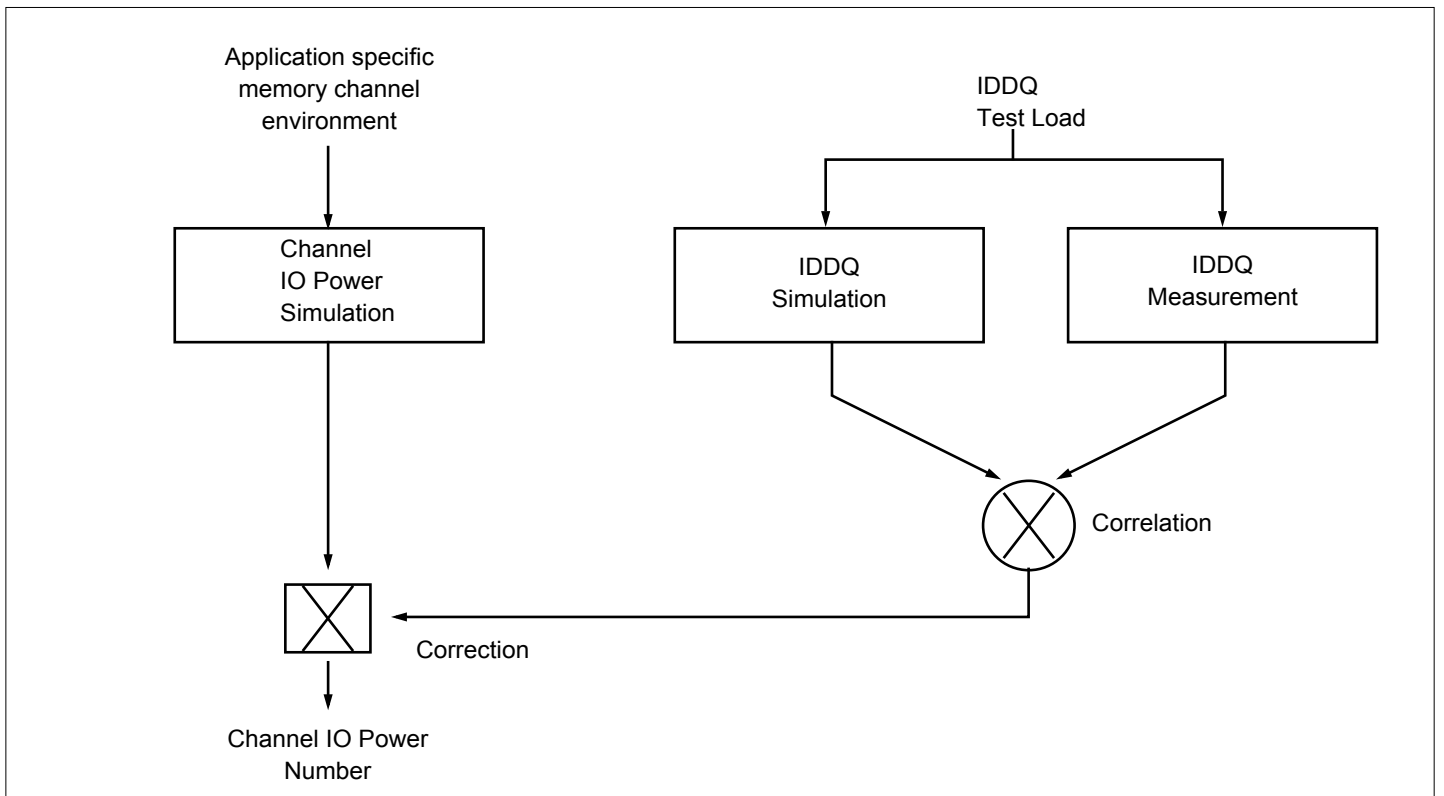 Application specific
memory channel
environment
IDDQ
Test Load
Channel
IO Power
Simulation
IDDQ
Simulation
IDDQ
Measurement
Correlation
Correction
Channel IO Power
Number